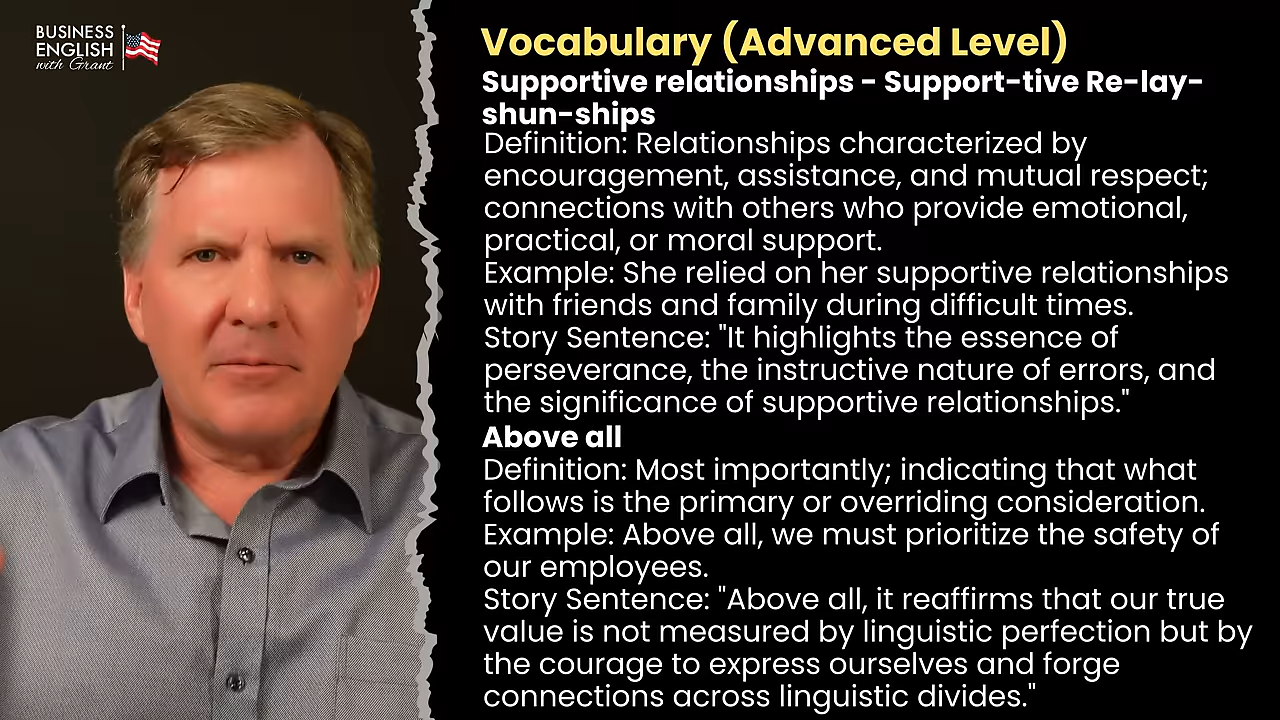 BUSINESS
ENGLISH
with Grant
Vocabulary (Advanced Level)
Supportive relationships - Support-tive Re-lay-
shun-ships
Definition: Relationships characterized by
encouragement, assistance, and mutual respect;
connections with others who provide emotional,
practical, or moral support.
Example: She relied on her supportive relationships
with friends and family during difficult times.
Story Sentence: "It highlights the essence of
perseverance, the instructive nature of errors, and
the significance of supportive relationships."
Above all
Definition: Most importantly; indicating that what
follows is the primary or overriding consideration.
Example: Above all, we must prioritize the safety of
our employees.
Story Sentence: "Above all, it reaffirms that our true
value is not measured by linguistic perfection but by
the courage to express ourselves and forge
connections across linguistic divides."